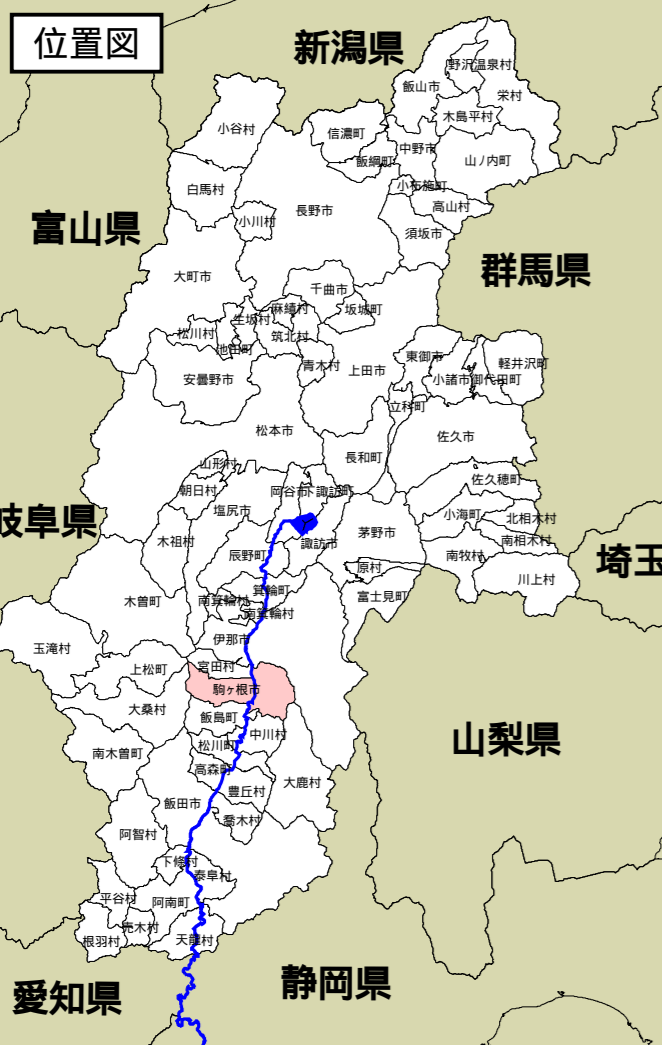 位置図
新潟県
野沢温泉村
飯山市
栄村
木島平村
小谷村
信濃町
中野市
飯綱町
山ノ内町
白馬村
小布施町
高山村
長野市
小川村
須坂市
富山県
群馬県
大町市
千曲市
麻績村
坂城町
生坂村
松川村
筑北村
池田町
東御市
青木村
上田市
軽井沢町
安曇野市
小諸市
御代田町
立科町
松本市
佐久市
長和町
山形村
佐久穂町
朝日村
岡谷市
下諏訪町
塩尻市
小海町
北相木村
岐阜県
茅野市
木祖村
諏訪市
南相木村
辰野町
南牧村
埼玉
原村
川上村
箕輪町
富士見町
木曽町
南箕輪村
南箕輪村
伊那市
玉滝村
宮田村
上松町
駒ヶ根市
大桑村
飯島町
中川村
山梨県
松川町
南木曽町
高森町
大鹿村
豊丘村
飯田市
喬木村
阿智村
下條村
泰阜村
平谷村
阿南町
売木村
根羽村
天龍村
静岡県
愛知県